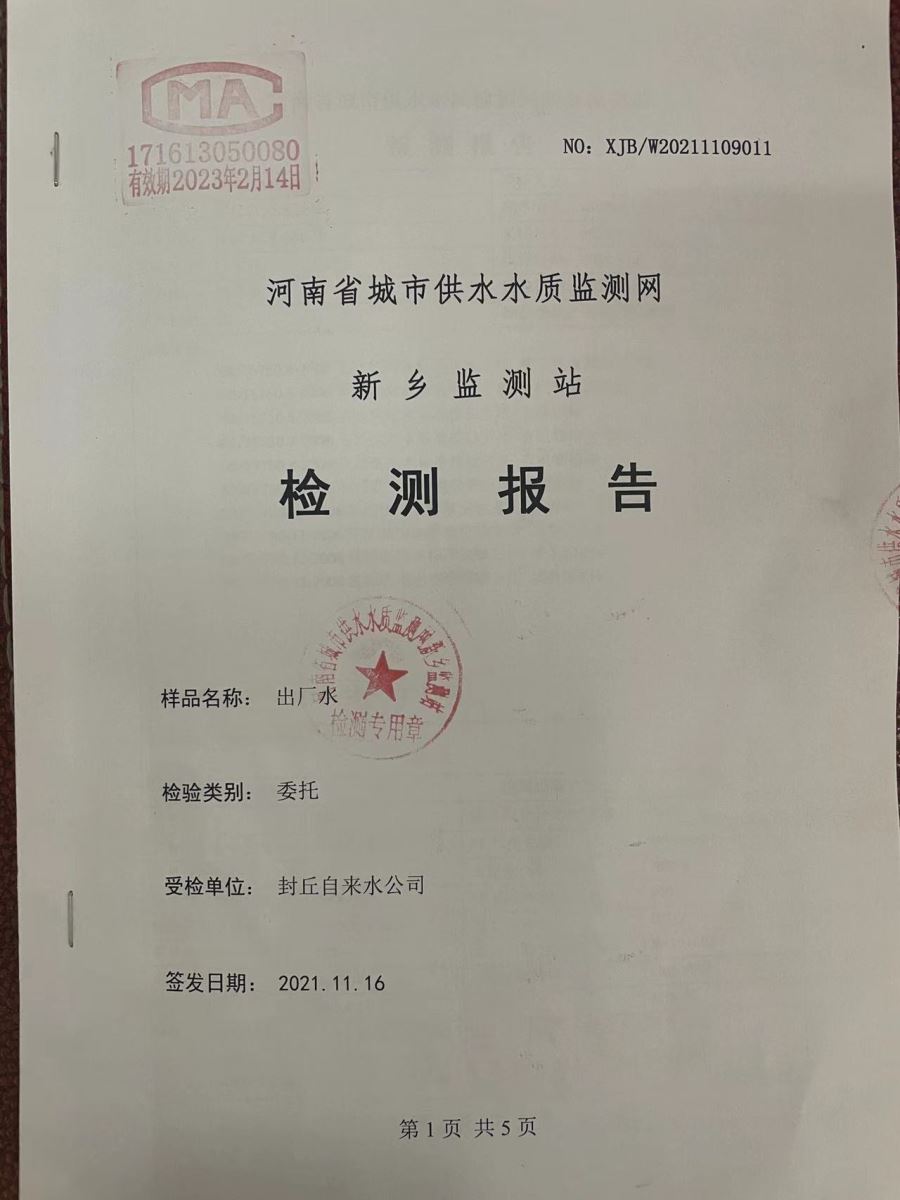 CMA
171613050080
有效期2023年2月14日
NO: XJB/W20211109011
河南省城市供水水质监测网
新乡监测站
检测报告
样品名称: 出厂水
检测专用章
检验类别: 委托
受检单位: 封丘自来水公司
签发日期: 2021.11.16
第1页 共5页